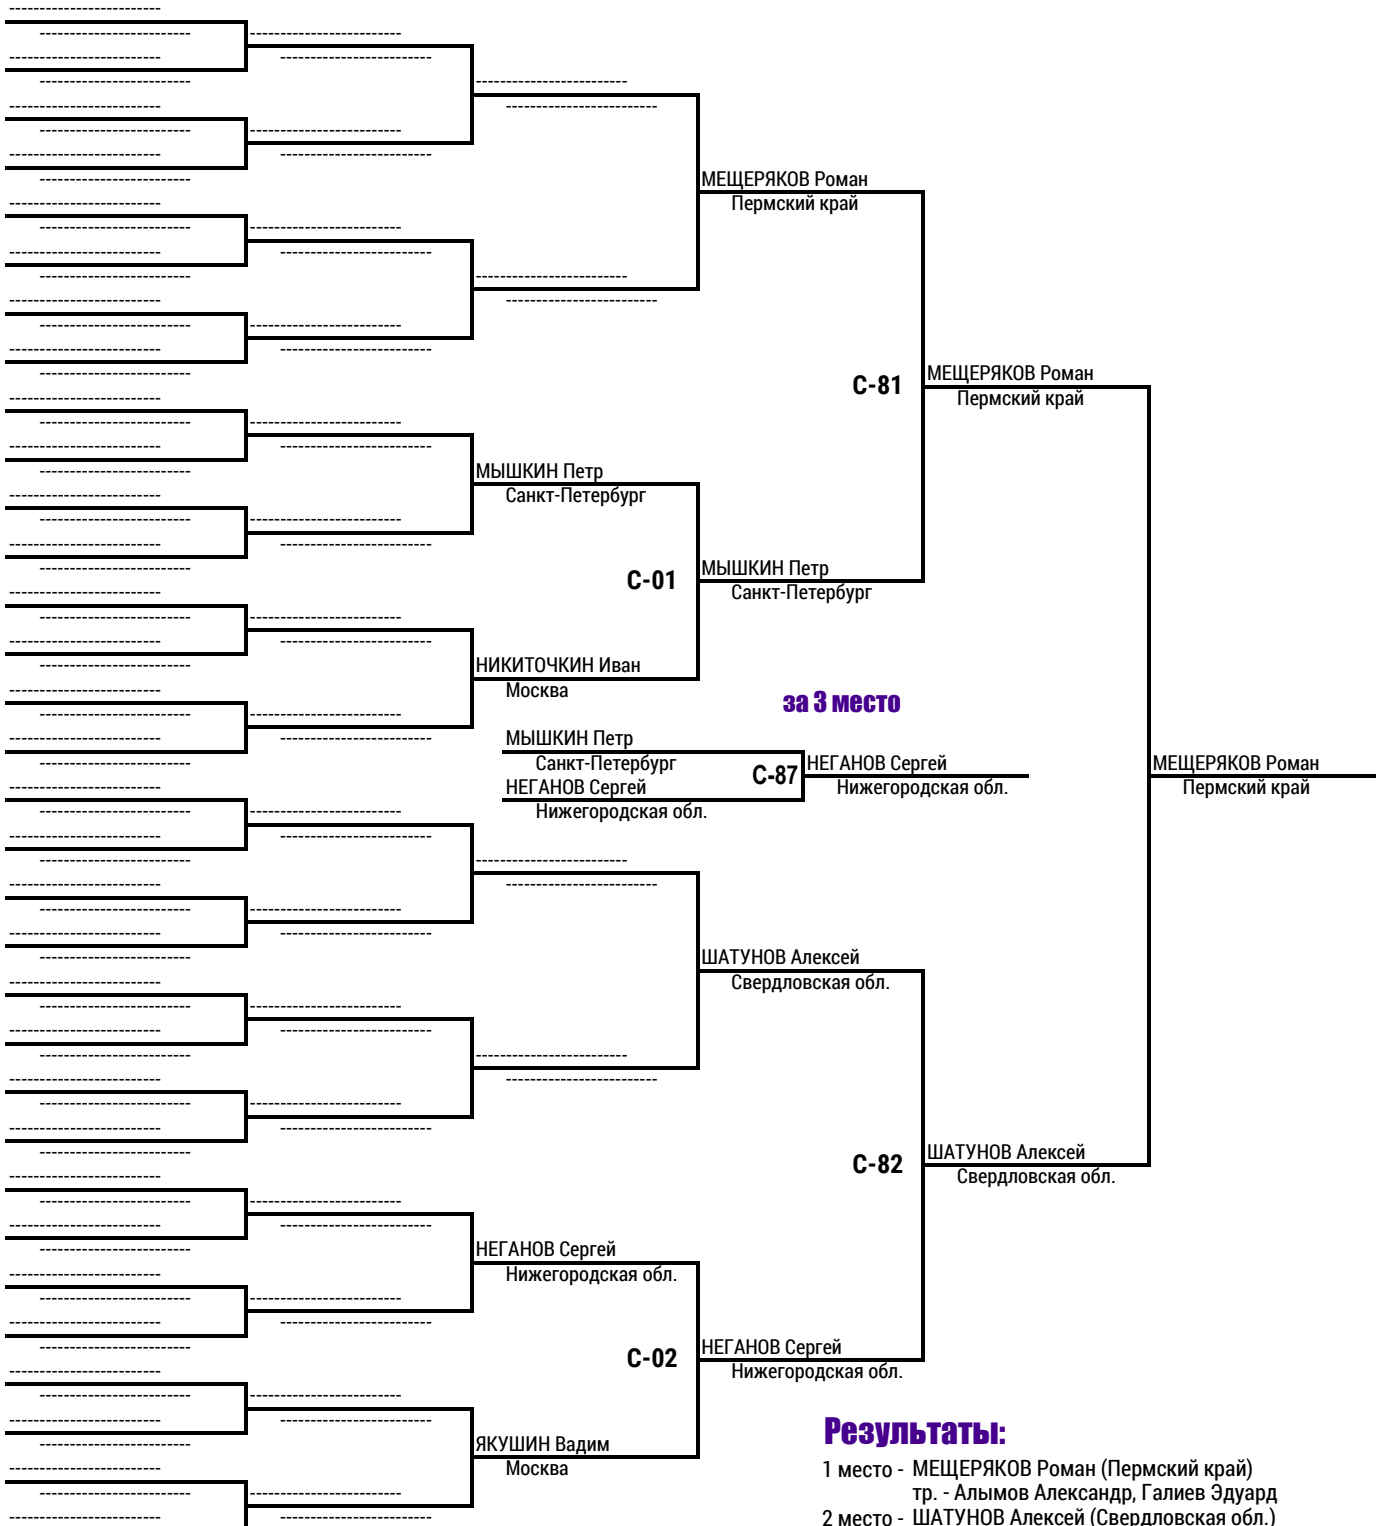 МЕЩЕРЯКОВ Роман
Пермский край
С-81
МЕЩЕРЯКОВ Роман
Пермский край
МЫШКИН Петр
Санкт-Петербург
С-01
МЫШКИН Петр
Санкт-Петербург
НИКИТОЧКИН Иван
Москва
за 3 место
МЫШКИН Петр
Санкт-Петербург
НЕГАНОВ Сергей
Нижегородская обл.
С-87
НЕГАНОВ Сергей
Нижегородская обл.
МЕЩЕРЯКОВ Роман
Пермский край
ШАТУНОВ Алексей
Свердловская обл.
С-82
ШАТУНОВ Алексей
Свердловская обл.
НЕГАНОВ Сергей
Нижегородская обл.
С-02
НЕГАНОВ Сергей
Нижегородская обл.
ЯКУШИН Вадим
Москва
Результаты:
1 место - МЕЩЕРЯКОВ Роман (Пермский край)
тр. - Алымов Александр, Галиев Эдуард
2 место - ШАТУНОВ Алексей (Свердловская обл.)